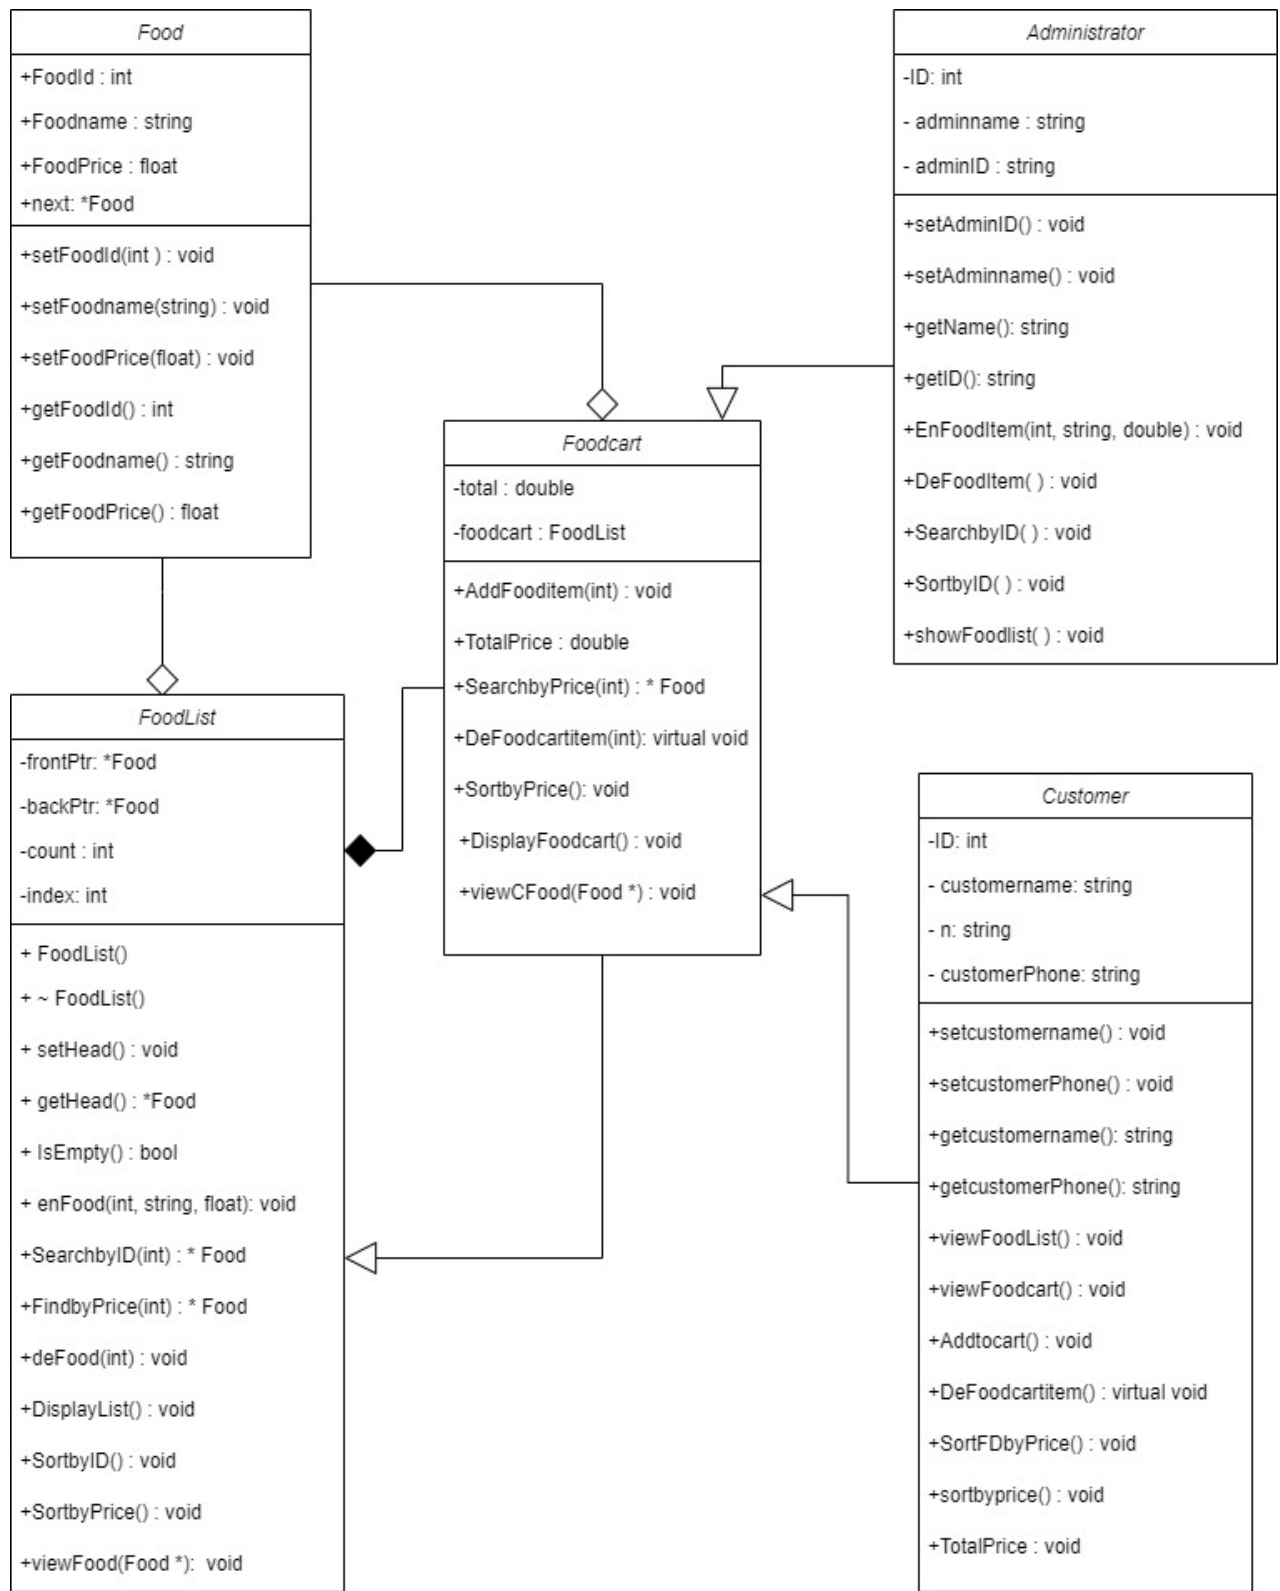 Food
+FoodId : int
+Foodname : string
+FoodPrice : float
+next: *Food
+setFoodId(int ) : void
+setFoodname(string) : void
+setFoodPrice(float) : void
+getFoodId() : int
+getFoodname() : string
+getFoodPrice() : float
Administrator
-ID: int
- adminname : string
- adminID : string
+setAdminID() : void
+setAdminname() : void
+getName(): string
+getID(): string
+EnFoodItem(int, string, double) : void
+DeFoodItem( ) : void
+SearchbyID( ) : void
+SortbyID( ) : void
+showFoodlist( ) : void
Foodcart
-total : double
-foodcart : FoodList
+AddFooditem(int) : void
+TotalPrice : double
+SearchbyPrice(int) : * Food
+DeFoodcartitem(int): virtual void
+SortbyPrice(): void
+DisplayFoodcart() : void
+viewCFood(Food *) : void
FoodList
-frontPtr: *Food
-backPtr: *Food
-count : int
-index: int
+ FoodList()
+ ~ FoodList()
+ setHead() : void
+ getHead() : *Food
+ IsEmpty() : bool
+ enFood(int, string, float): void
+SearchbyID(int) : * Food
+FindbyPrice(int) : * Food
+deFood(int) : void
+DisplayList() : void
+SortbyID() : void
+SortbyPrice() : void
+viewFood(Food *): void
Customer
-ID: int
- customername: string
- n: string
- customerPhone: string
+setcustomername() : void
+setcustomerPhone() : void
+getcustomername(): string
+getcustomerPhone(): string
+viewFoodList() : void
+viewFoodcart() : void
+Addtocart() : void
+DeFoodcartitem() : virtual void
+SortFDbyPrice() : void
+sortbyprice() : void
+TotalPrice : void